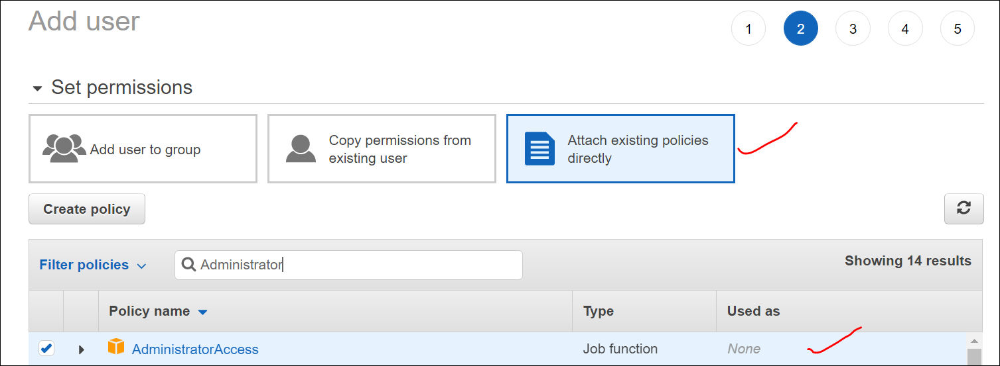 Add user
1 2 3 4 5
Set permissions
Add user to group
Copy permissions from
existing user
Attach existing policies
directly
Create policy
Filter policies
Administrator
Showing 14 results
Policy name Type Used as
AdministratorAccess Job function None